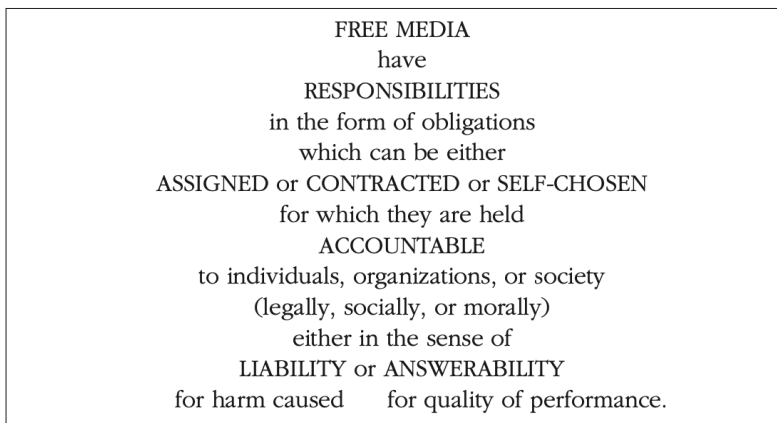 FREE MEDIA
have
RESPONSIBILITIES
in the form of obligations
which can be either
ASSIGNED or CONTRACTED or SELF-CHOSEN
for which they are held
ACCOUNTABLE
to individuals, organizations, or society
(legally, socially, or morally)
either in the sense of
LIABILITY or ANSWERABILITY
for harm caused for quality of performance.